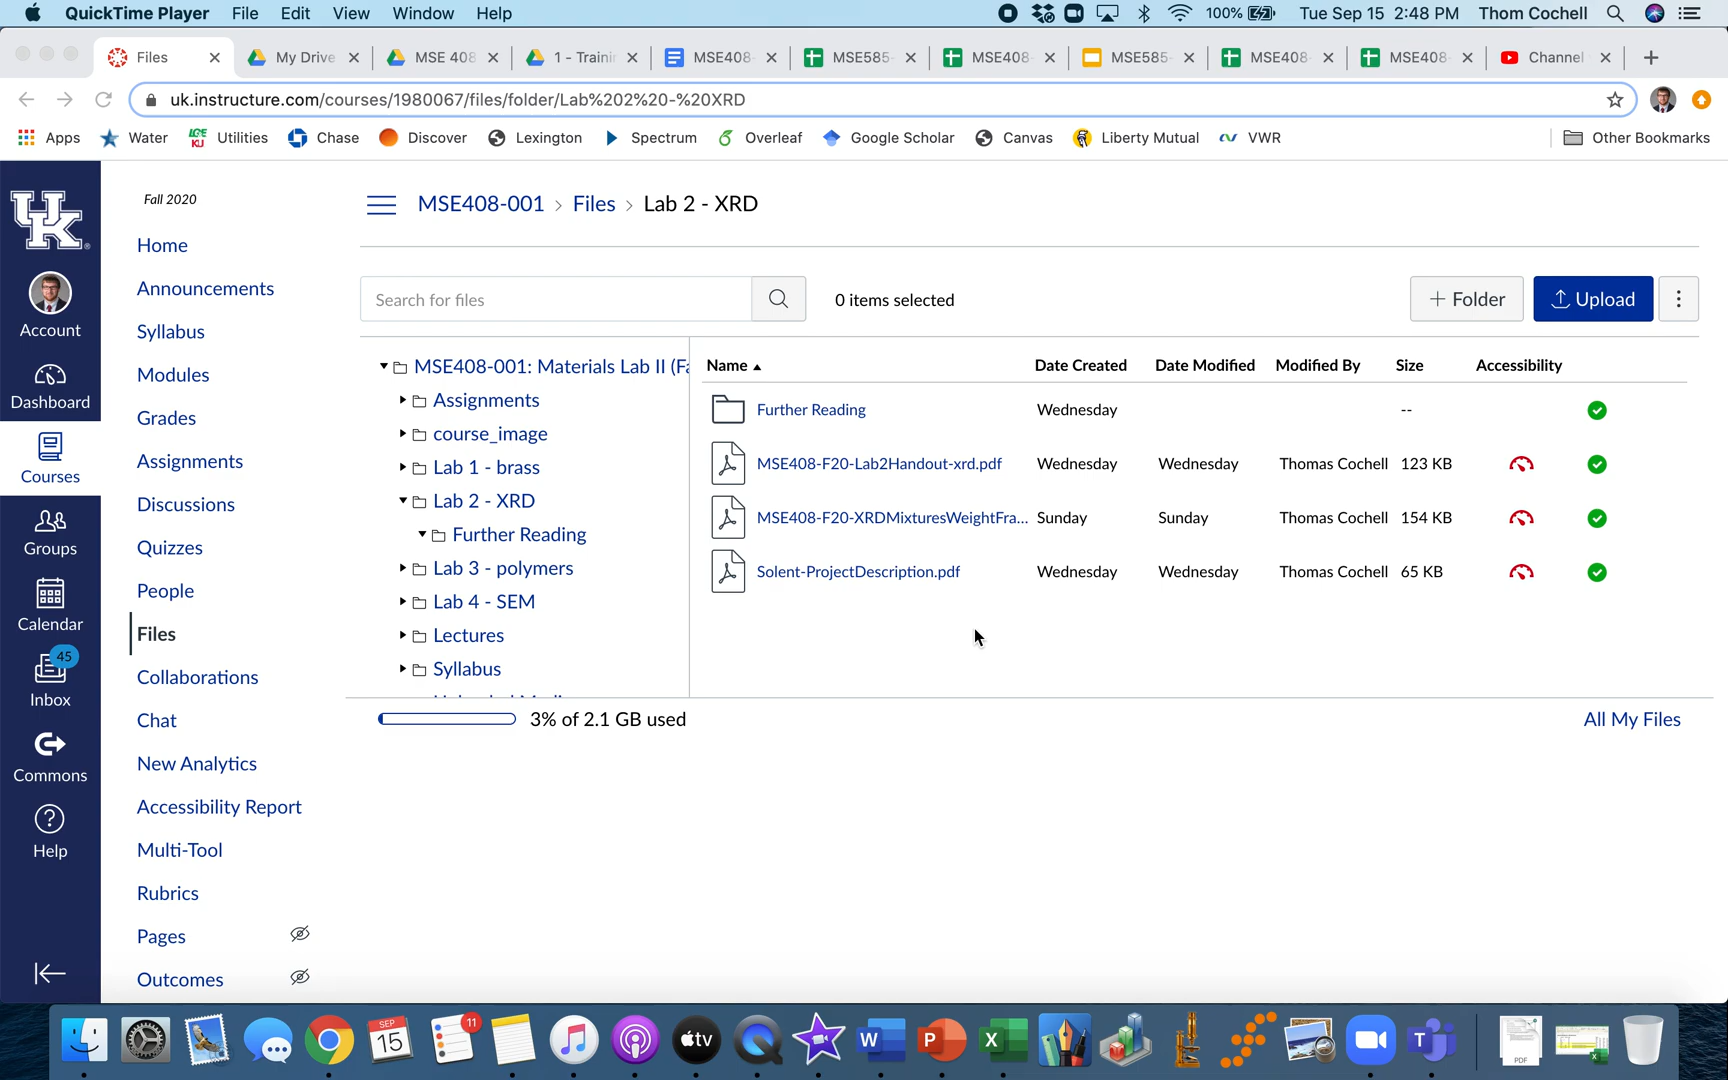 QuickTime Player File Edit View Window Help 100% Tue Sep 15 2:48 PM Thom Cochell
Files My Drive MSE 408 1 - Trainin MSE408- MSE585- MSE408- MSE585- MSE408- MSE408- Channel
uk.instructure.com/courses/1980067/files/folder/Lab%202%20-%20XRD
Apps Water Utilities Chase Discover Lexington Spectrum Overleaf Google Scholar Canvas Liberty Mutual VWR Other Bookmarks
UK
Account
Dashboard
Courses
Groups
Calendar
45
Inbox
Commons
Help
Fall 2020
Home
Announcements
Syllabus
Modules
Grades
Assignments
Discussions
Quizzes
People
Files
Collaborations
Chat
New Analytics
Accessibility Report
Multi-Tool
Rubrics
Pages
Outcomes
MSE408-001 > Files > Lab 2 - XRD
Search for files
0 items selected
+ Folder
Upload
MSE408-001: Materials Lab II (Fa
Assignments
course_image
Lab 1 - brass
Lab 2 - XRD
Further Reading
Lab 3 - polymers
Lab 4 - SEM
Lectures
Syllabus
Name Date Created Date Modified Modified By Size Accessibility
Further Reading Wednesday --
MSE408-F20-Lab2Handout-xrd.pdf Wednesday Wednesday Thomas Cochell 123 KB
MSE408-F20-XRDMixturesWeightFra... Sunday Sunday Thomas Cochell 154 KB
Solent-ProjectDescription.pdf Wednesday Wednesday Thomas Cochell 65 KB
3% of 2.1 GB used
All My Files
SEP
15
11
tv
W
P
X
T
PDF